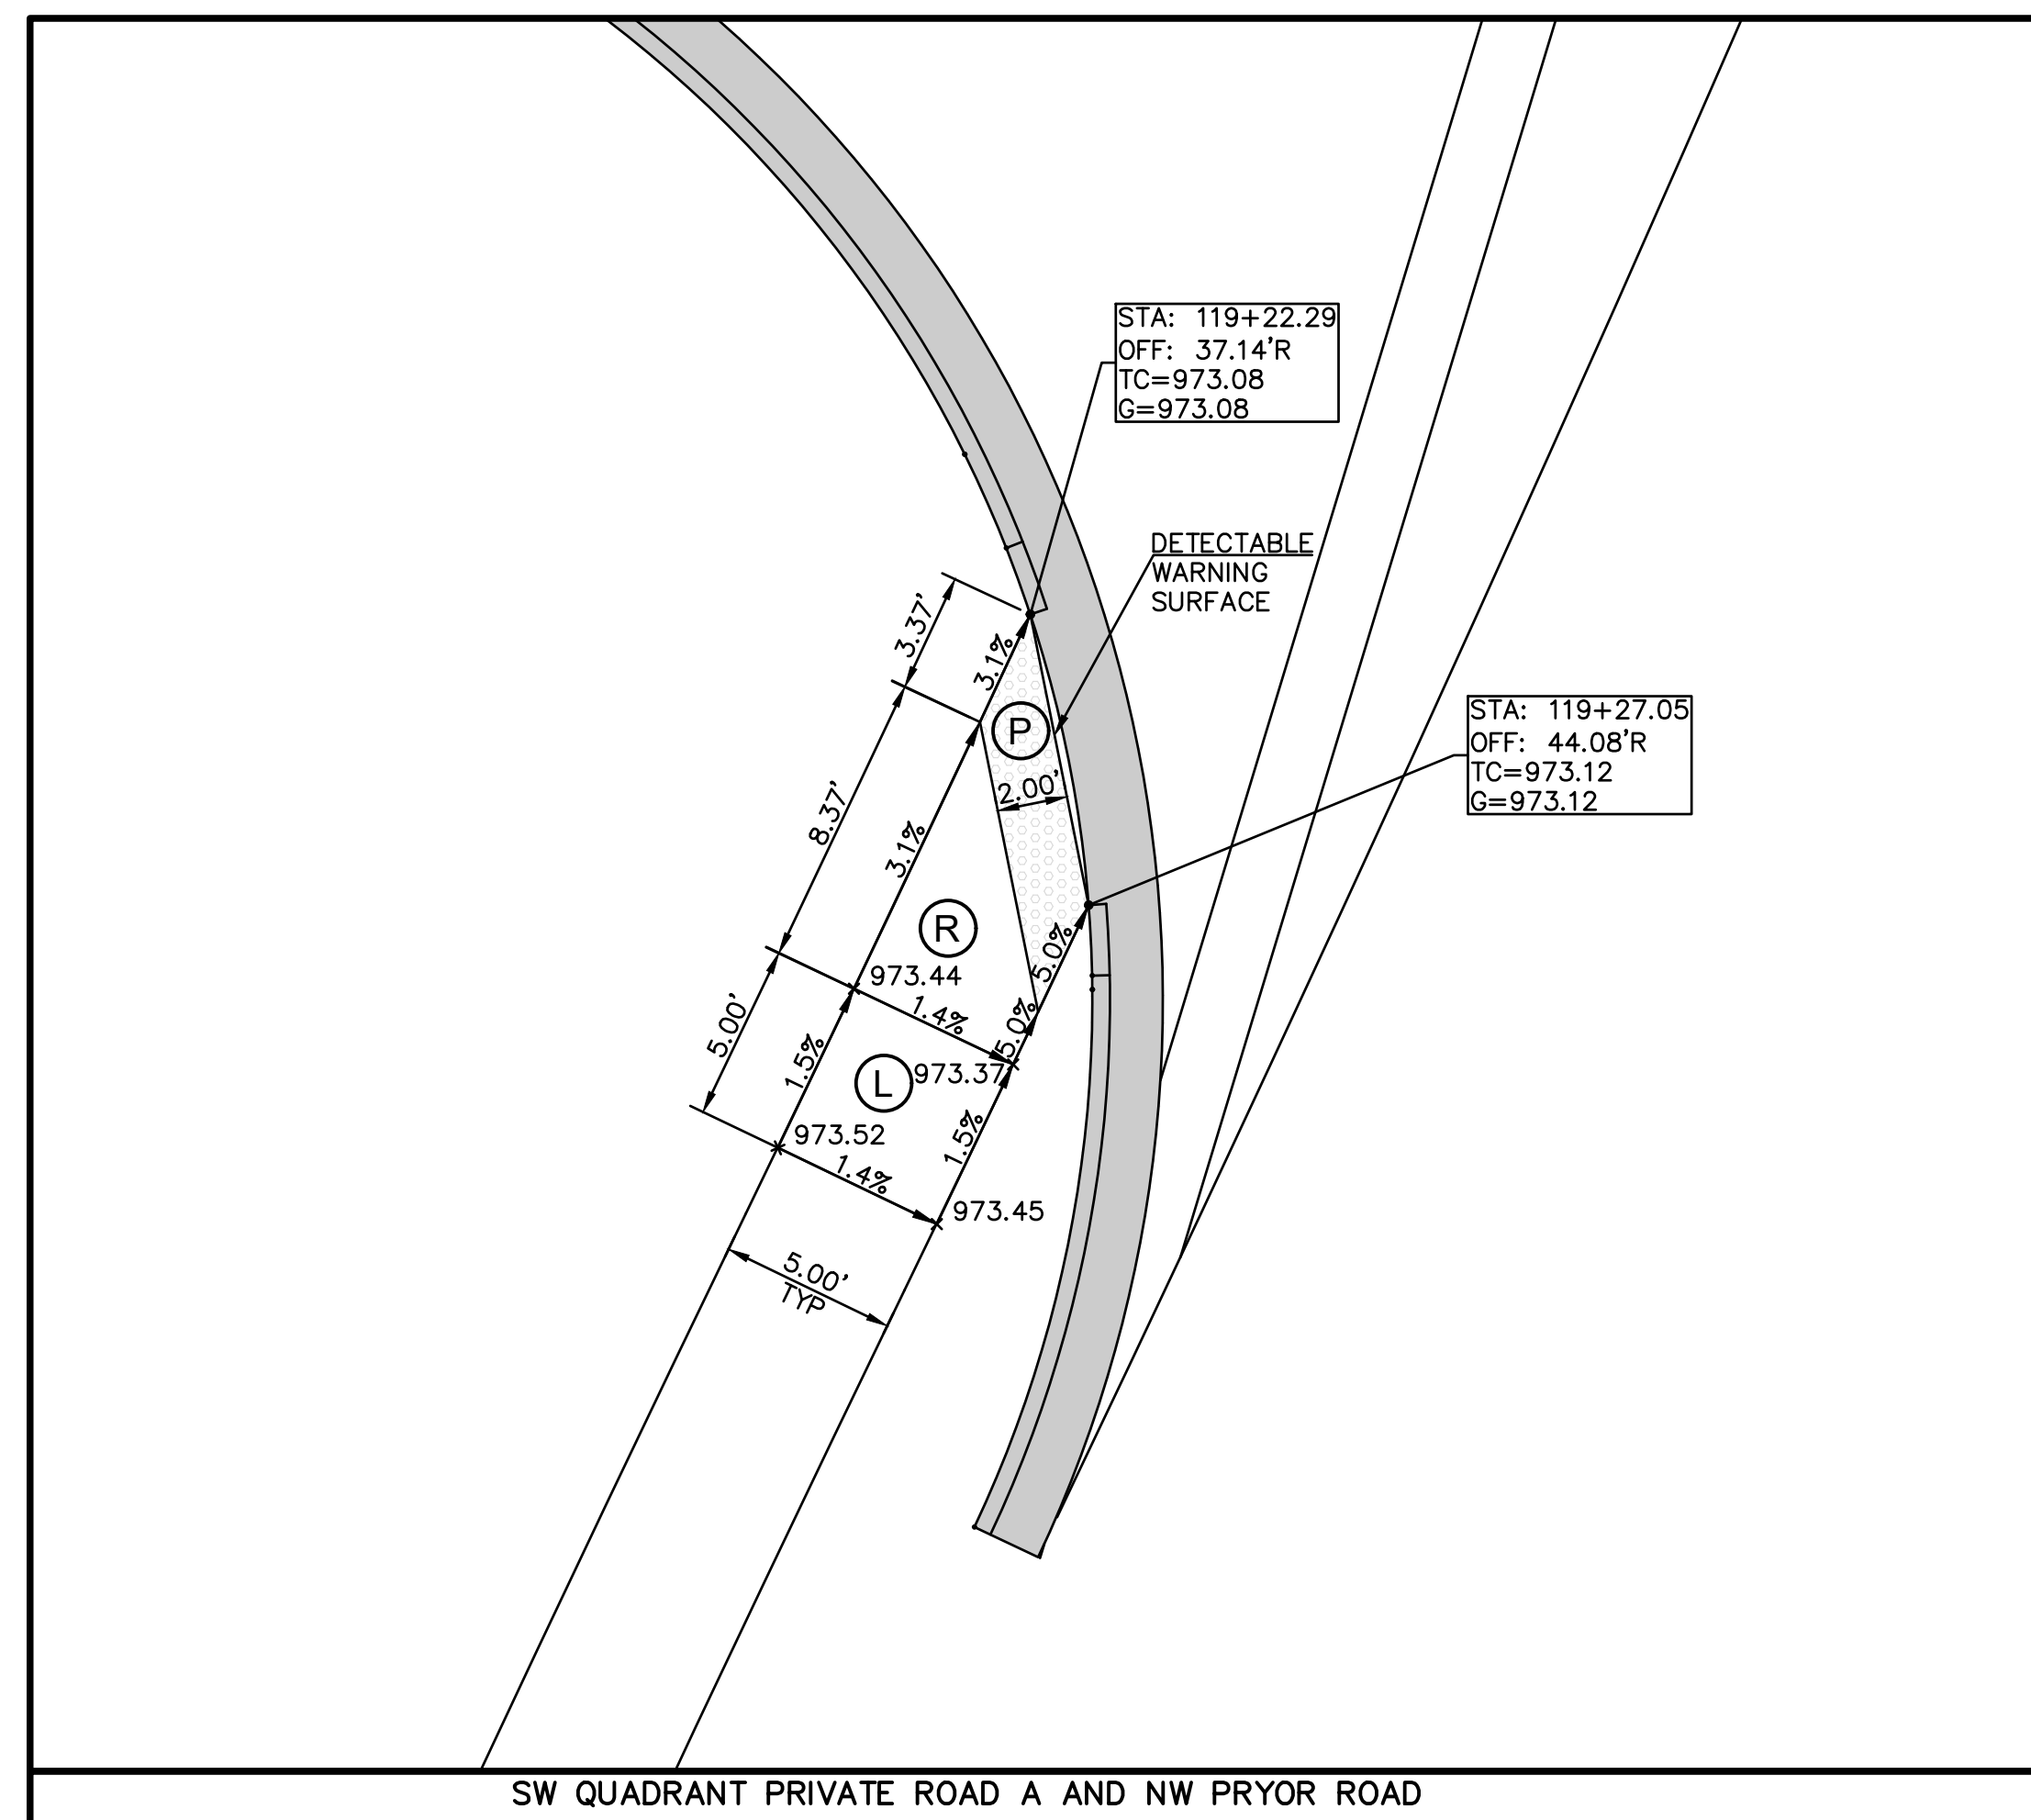 STA: 119+22.29
OFF: 37.14'R
TC=973.08
G=973.08
DETECTABLE
WARNING
SURFACE
3.37'
3.1%
P
STA: 119+27.05
OFF: 44.08'R
TC=973.12
G=973.12
2.00'
8.37'
3.1%
R
5.0%
973.44
1.4%
5.0%
5.00'
1.5%
L
973.37
973.52
1.5%
1.4%
973.45
5.00'
TYP
SW QUADRANT PRIVATE ROAD A AND NW PRYOR ROAD